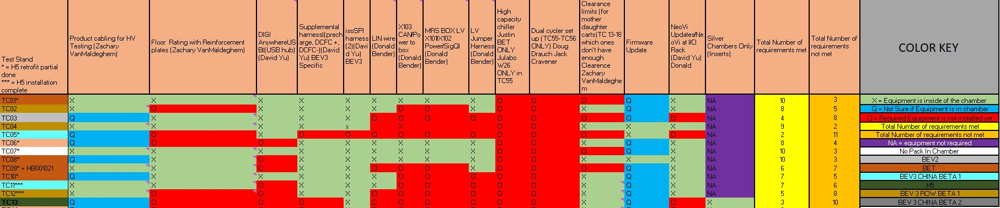 Test Stand
* = H5 retrofit partial
done
*** = H5 installation
complete
Product cabling for HV
Testing (Zachary
VanMaldeghem)
Floor Rating with Reinforcement
plates (Zachary VanMaldeghem)
DIGI
AnywhereUS
B(USB hub)
(David Yu)
Supplemental
harness(prech
arge, DCFC +,
DCFC-)(David
Yu) BEV3
Specific
isoSPI
harness
(2)(Davi
d Yu)
BEV3
LIN wire
(Donald
Bender)
X103
CAN/Po
wer to
box
(Donald
Bender)
MRS BOX LV
X101/X102
Power/SigQI
(Donald
Bender)
LV
Jumper
Harness
(Donald
Bender)
High
capacity
chiller
Justin
BET
ONLY
Julabo
W26
ONLY in
TC55
Dual cycler set
up (TC55-TC56
ONLY) Doug
Drauch Jack
Cravener
Clearance
limits (for
mother
daughter
carts)TC 13-18
which ones
don't have
enough
Clearence
Zachary
VanMaldeghe
m
Firmware
Update
NeoVi
Updates/Ne
oVi at I/O
Rack
(David Yu)
Donald
Silver
Chambers Only
(Inserts)
Total Number of
requirements met
Total Number of
requirements
not met
COLOR KEY
TC01* X X X X X X X X X O O O Q X NA 10 3 X = Equipment is inside of the chamber
TC02 X O X X X X O O X O O X Q X NA 8 5 Q = Not Sure if Equipment is in chamber
TC03 Q X X X X O O O O O O O Q O NA 4 8 O = Required Equipment is not installed yet
TC04 X X X X x O X O O O O X Q X NA 9 2 Total Number of requirements met
TC05* Q O X O O O O O O O O X Q O NA 2 11 Total Number of requirements not met
TC06* Q O O X X X X X X O O X Q X NA 8 4 NA = equipment not required
TC07* X X X X X X X X X O O O Q X NA 10 3 No Pack In Chamber
TC08* Q X O X X X X X X O O X X X NA 10 3 BEV2
TC09* + HB001021 Q X O X X O O O X O O O Q X NA 6 7 BET
TC10* Q X X X X X O O O O O X Q X NA 7 5 BEV3 CHINA BETA 1
TC11*** X X O X X X O O O O O X Q X NA 7 6 H5
TC12*** X O O X X O O O O O O X Q X NA 5 8 BEV 3 ROW BETA 1
TC13 Q O O O X O O O O O O X Q O X 3 10 BEV 3 CHINA BETA 2